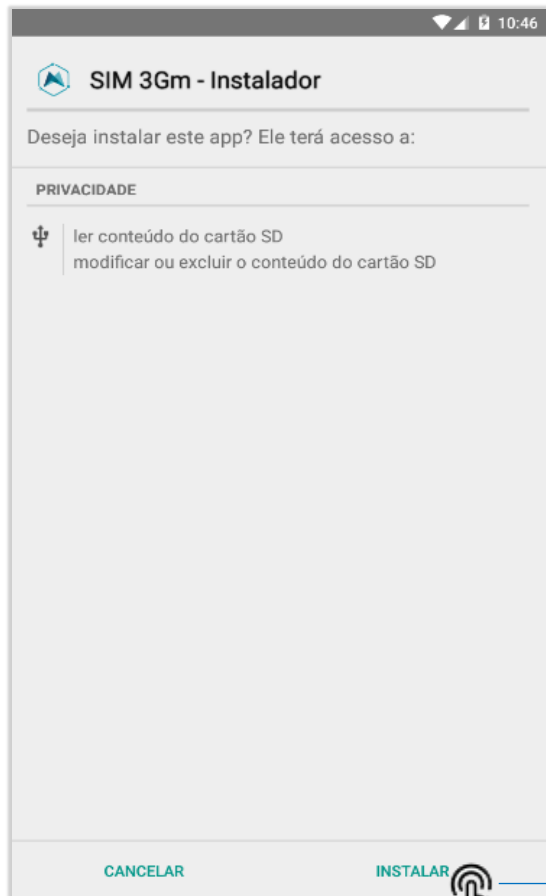 10:46
SIM 3Gm - Instalador
Deseja instalar este app? Ele terá acesso a:
PRIVACIDADE
ler conteúdo do cartão SD
modificar ou excluir o conteúdo do cartão SD
CANCELAR
INSTALAR